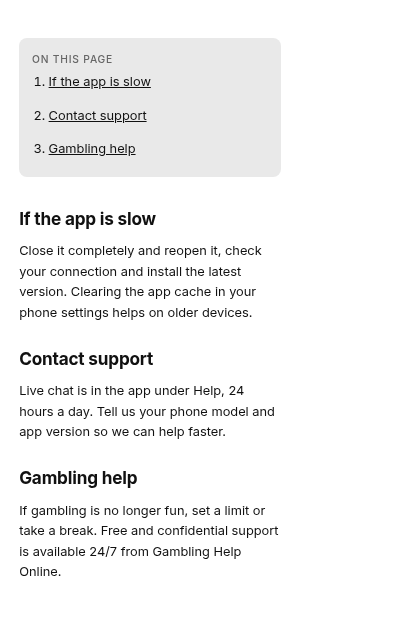 ON THIS PAGE
1. If the app is slow
2. Contact support
3. Gambling help
If the app is slow
Close it completely and reopen it, check
your connection and install the latest
version. Clearing the app cache in your
phone settings helps on older devices.
Contact support
Live chat is in the app under Help, 24
hours a day. Tell us your phone model and
app version so we can help faster.
Gambling help
If gambling is no longer fun, set a limit or
take a break. Free and confidential support
is available 24/7 from Gambling Help
Online.